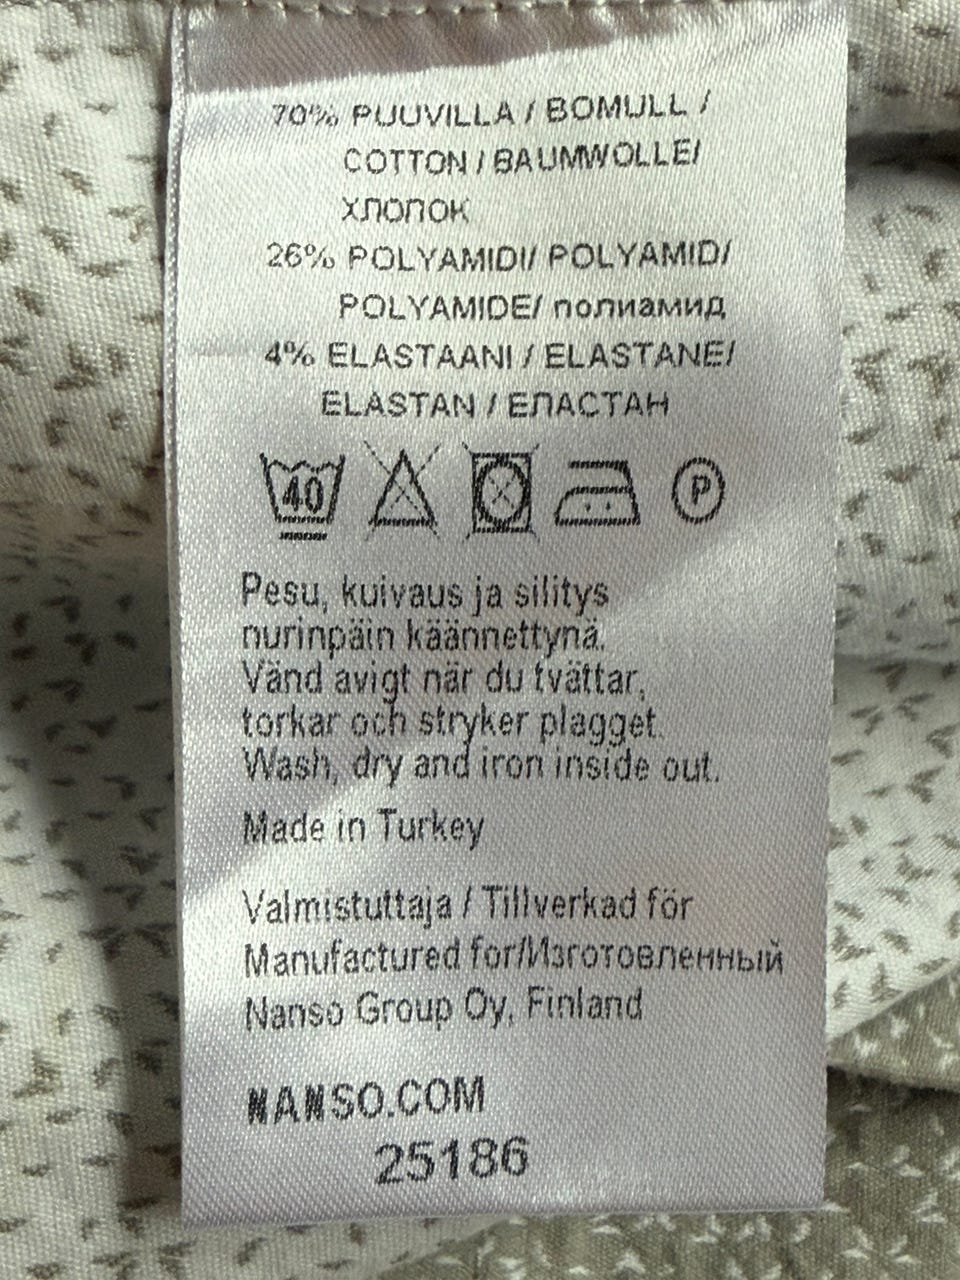 70% PUUVILLA / BOMULL /
COTTON / BAUMWOLLE/
ХЛОПОК
26% POLYAMIDI/ POLYAMID/
POLYAMIDE/ полиамид
4% ELASTAANI / ELASTANE/
ELASTAN / ЕЛАСТАН
40 P
Pesu, kuivaus ja silitys
nurinpäin käännettynä.
Vänd avigt när du tvättar,
torkar och stryker plagget.
Wash, dry and iron inside out.
Made in Turkey
Valmistuttaja / Tillverkad för
Manufactured for/Изготовленный
Nanso Group Oy, Finland
NANSO.COM
25186